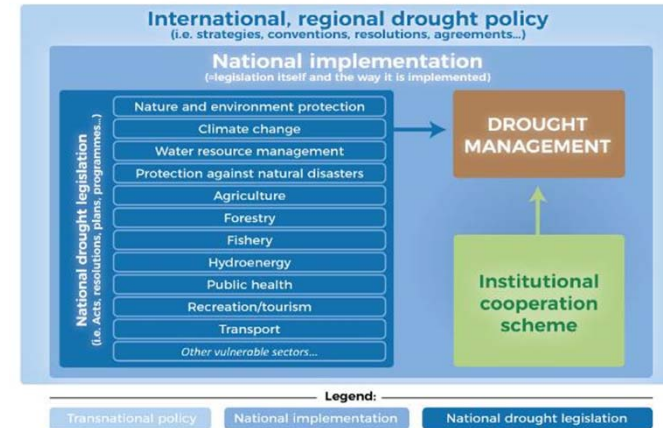 International, regional drought policy
(i.e. strategies, conventions, resolutions, agreements...)
National implementation
(=legislation itself and the way it is implemented)
National drought legislation
(i.e. Acts, resolutions, plans, programmes...)
Nature and environment protection
Climate change
Water resource management
Protection against natural disasters
Agriculture
Forestry
Fishery
Hydroenergy
Public health
Recreation/tourism
Transport
Other vulnerable sectors...
DROUGHT
MANAGEMENT
Institutional
cooperation
scheme
Legend:
Transnational policy
National implementation
National drought legislation